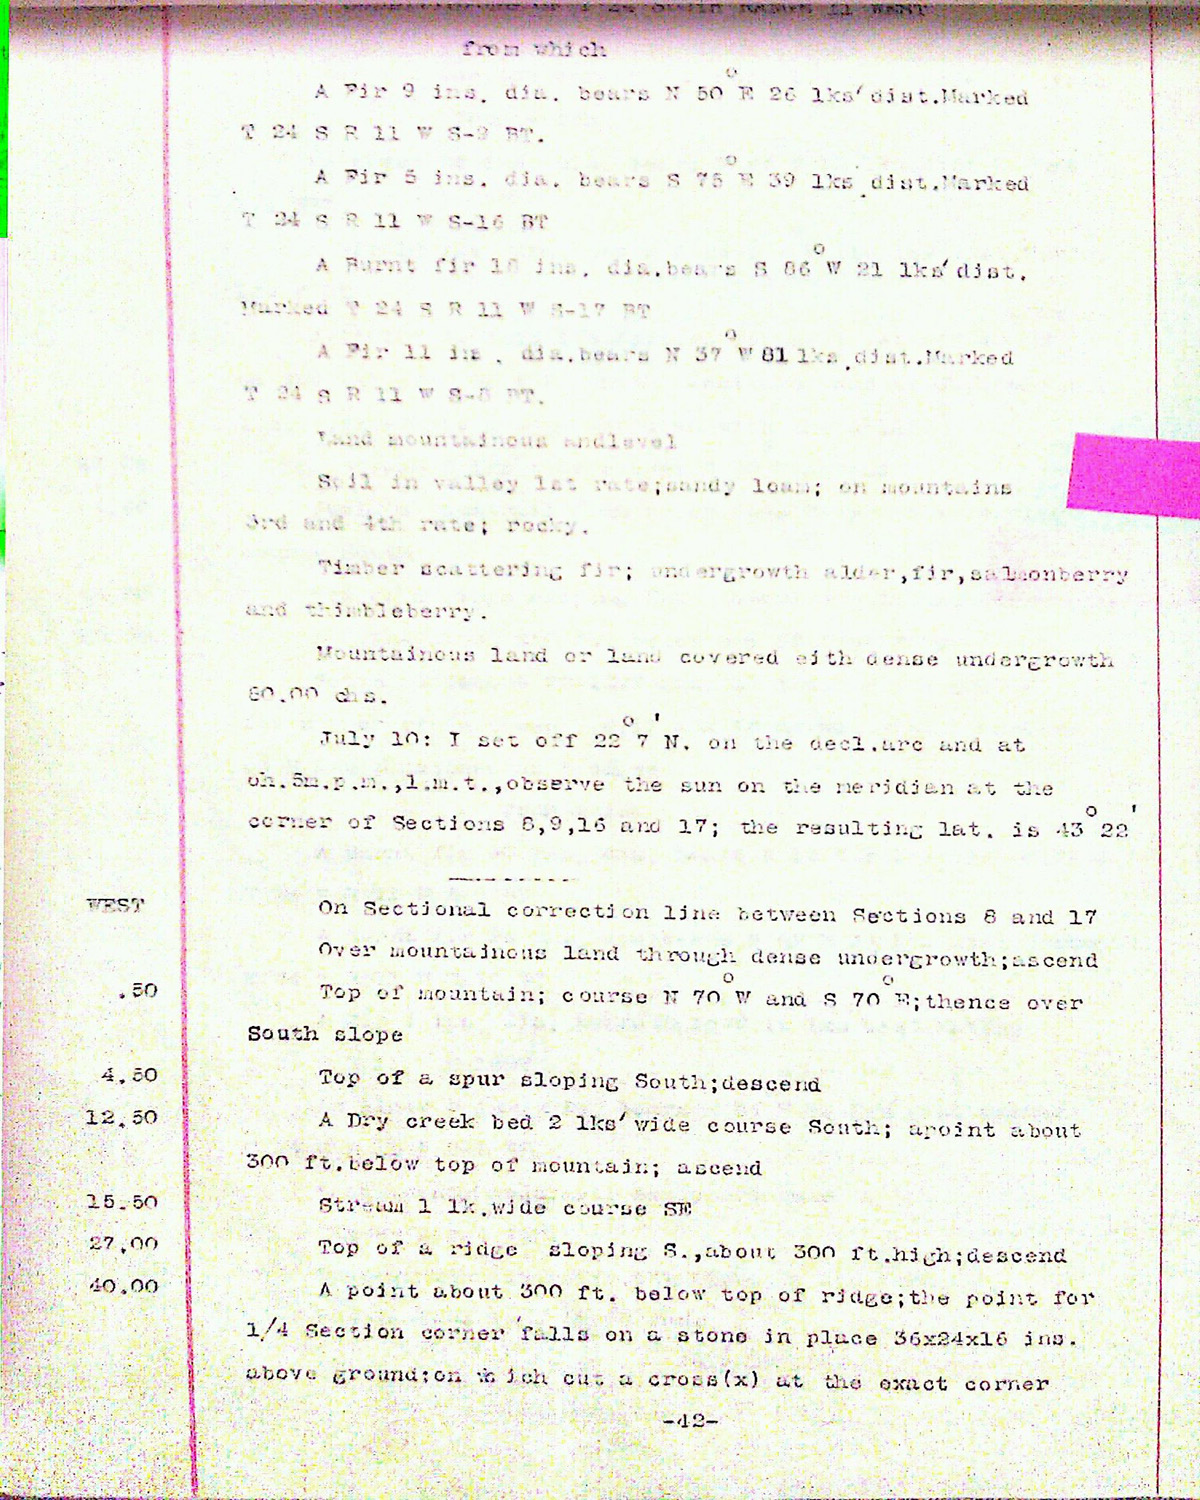 T 24 SOUTH RANGE 11 WEST
from which
A Fir 9 ins. dia. bears N 50° E 26 lks'dist.Marked
T 24 S R 11 W S-9 BT.
A Fir 5 ins. dia. bears S 75° E 39 lks.dist.Marked
T 24 S R 11 W S-16 BT
A Burnt fir ins. dia.bears S 86° W 21 lks'dist.
Marked T 24 S R 11 W S-17 BT
A Fir 11 ins . dia.bears N 37° W 81 lks.dist.Marked
T 24 S R 11 W S-8 BT.
Land mountainous andlevel
Soil in valley 1st rate;sandy loam; on mountains
3rd and 4th rate; rocky.
Timber scattering fir; undergrowth alder,fir,salmonberry
and thimbleberry.
Mountainous land or land covered eith dense undergrowth
80.00 chs.
July 10: I set off 22° 7' N. on the decl.arc and at
oh.5m.p.m.,l.m.t.,observe the sun on the meridian at the
corner of Sections 8,9,16 and 17; the resulting lat. is 43° 22'
WEST On Sectional correction line between Sections 8 and 17
Over mountainous land through dense undergrowth;ascend
.50 Top of mountain; course N 70° W and S 70° E;thence over
South slope
4.50 Top of a spur sloping South;descend
12.50 A Dry creek bed 2 lks'wide course South; apoint about
300 ft.below top of mountain; ascend
15.50 Stream 1 lk.wide course SE
27.00 Top of a ridge sloping S.,about 300 ft.high;descend
40.00 A point about 300 ft. below top of ridge;the point for
1/4 Section corner falls on a stone in place 36x24x16 ins.
above ground;on which cut a cross(x) at the exact corner
-42-